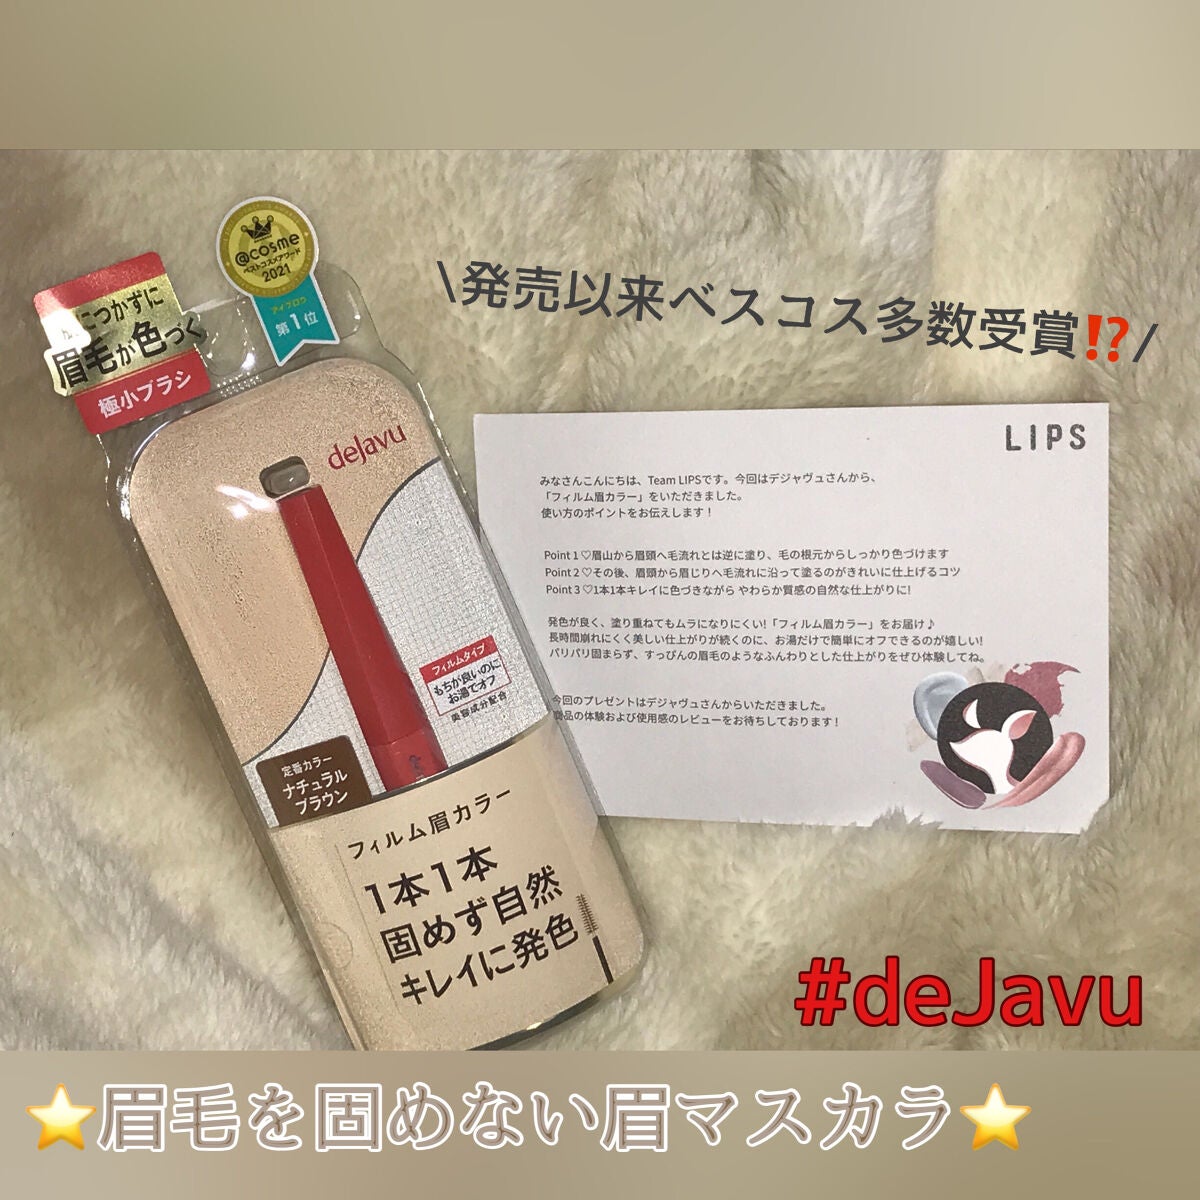 \発売以来ベスコス多数受賞⁉️/
@cosme
ベストコスメアワード
2021
アイブロウ
第1位
につかずに
眉毛が色づく
極小ブラシ
deJavu
フィルムタイプ
もちが良いのに
お湯でオフ
美容成分配合
定番カラー
ナチュラル
ブラウン
フィルム眉カラー
1本1本
固めず自然
キレイに発色
LIPS
みなさんこんにちは、Team LIPSです。今回はデジャヴュさんから、
「フィルム眉カラー」をいただきました。
使い方のポイントをお伝えします！
Point 1 ♡眉山から眉頭へ毛流れとは逆に塗り、毛の根元からしっかり色づけます
Point 2 ♡その後、眉頭から眉じりへ毛流れに沿って塗るのがきれいに仕上げるコツ
Point 3 ♡1本1本キレイに色づきながら やわらか質感の自然な仕上がりに!
発色が良く、塗り重ねてもムラになりにくい!「フィルム眉カラー」をお届け♪
長時間崩れにくく美しい仕上がりが続くのに、お湯だけで簡単にオフできるのが嬉しい!
パリパリ固まらず、すっぴんの眉毛のようなふんわりとした仕上がりをぜひ体験してね。
今回のプレゼントはデジャヴュさんからいただきました。
商品の体験および使用感のレビューをお待ちしております！
#deJavu
⭐眉毛を固めない眉マスカラ⭐